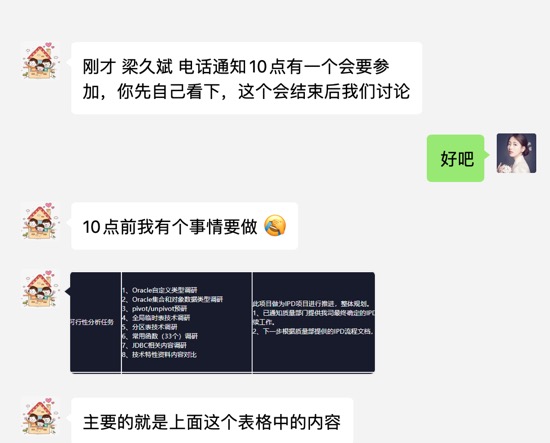 刚才 梁久斌 电话通知10点有一个会要参
加，你先自己看下，这个会结束后我们讨论
好吧
10点前我有个事情要做
可行性分析任务
1、Oracle自定义类型调研
2、Oracle集合和对象数据类型调研
3、pivot/unpivot预研
4、全局临时表技术调研
5、分区表技术调研
6、常用函数（33个）调研
7、JDBC相关内容调研
8、技术特性资料内容对比
此项目做为IPD项目进行推进，整体规划。
1、已通知质量部门提供我司最终确定的IPD
续工作。
2、下一步根据质量部提供的IPD流程文档，
主要的就是上面这个表格中的内容